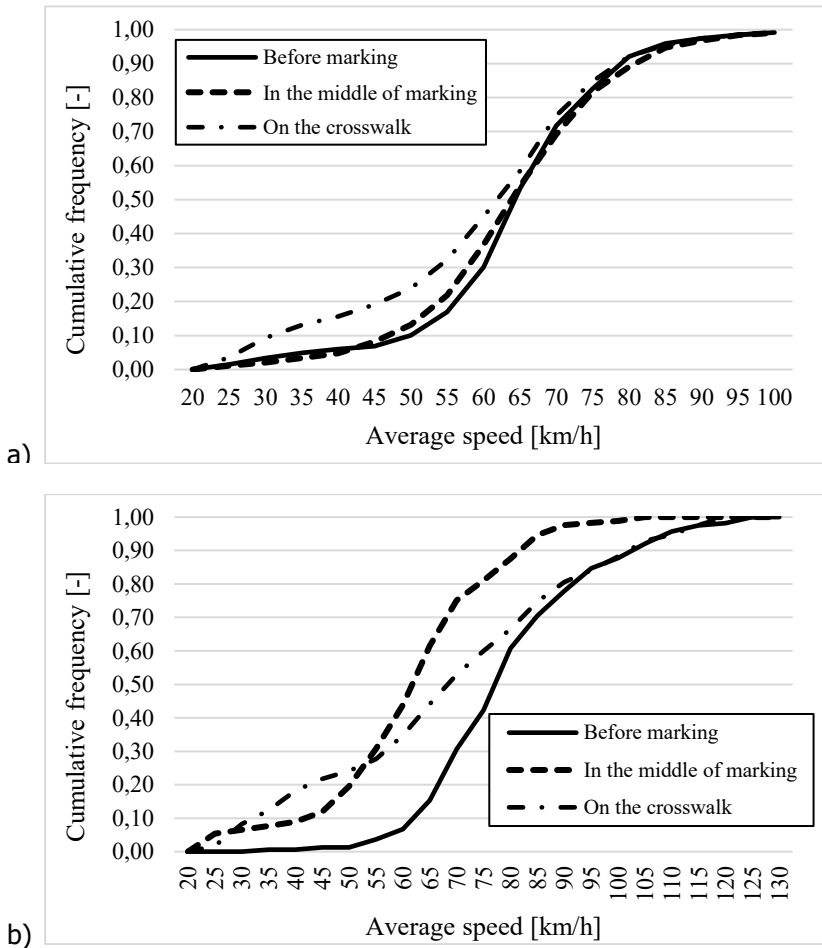 1,00
0,90
0,80
0,70
0,60
0,50
0,40
0,30
0,20
0,10
0,00
Cumulative frequency [-]
Before marking
In the middle of marking
On the crosswalk
20 25 30 35 40 45 50 55 60 65 70 75 80 85 90 95 100
Average speed [km/h]
a)
1,00
0,90
0,80
0,70
0,60
0,50
0,40
0,30
0,20
0,10
0,00
Cumulative frequency [-]
Before marking
In the middle of marking
On the crosswalk
20 25 30 35 40 45 50 55 60 65 70 75 80 85 90 95 100 105 110 115 120 125 130
Average speed [km/h]
b)